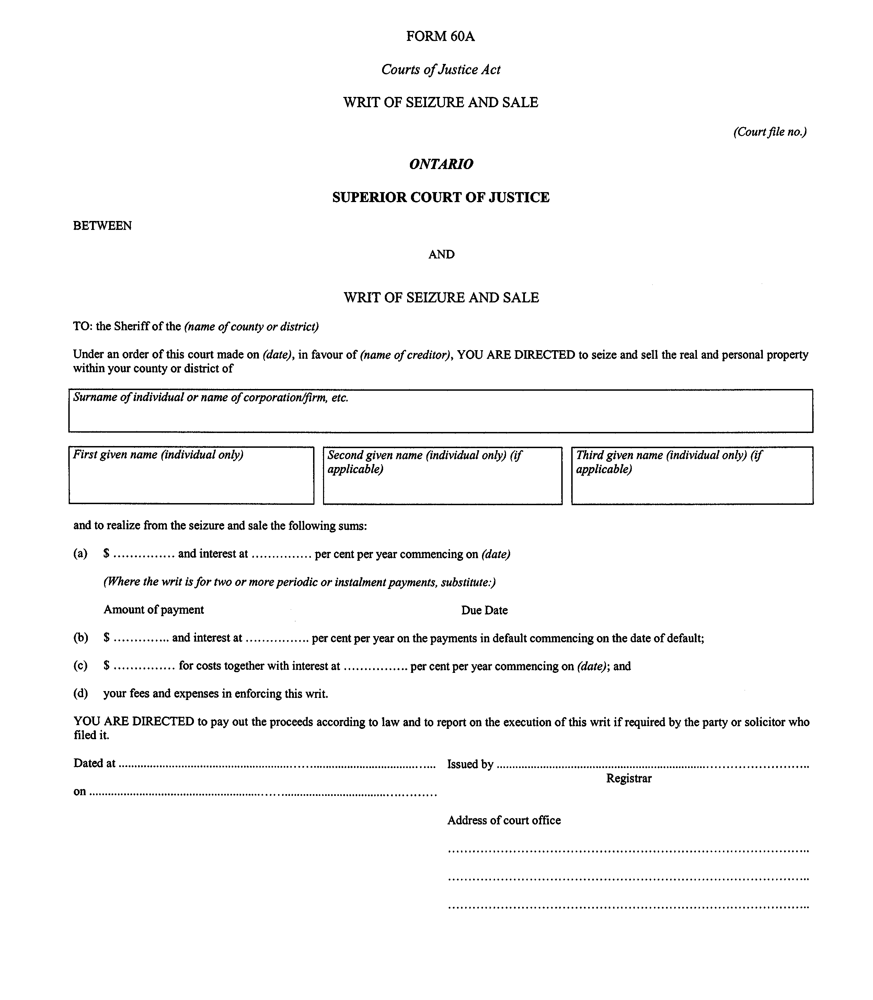 FORM 60A
Courts of Justice Act
WRIT OF SEIZURE AND SALE
(Court file no.)
ONTARIO
SUPERIOR COURT OF JUSTICE
BETWEEN
AND
WRIT OF SEIZURE AND SALE
TO: the Sheriff of the (name of county or district)
Under an order of this court made on (date), in favour of (name of creditor), YOU ARE DIRECTED to seize and sell the real and personal property
within your county or district of
Surname of individual or name of corporation/firm, etc.
First given name (individual only)
Second given name (individual only) (if
applicable)
Third given name (individual only) (if
applicable)
and to realize from the seizure and sale the following sums:
(a) $ ............... and interest at ............... per cent per year commencing on (date)
(Where the writ is for two or more periodic or instalment payments, substitute:)
Amount of payment Due Date
(b) $ .............. and interest at ................ per cent per year on the payments in default commencing on the date of default;
(c) $ ............... for costs together with interest at ................ per cent per year commencing on (date); and
(d) your fees and expenses in enforcing this writ.
YOU ARE DIRECTED to pay out the proceeds according to law and to report on the execution of this writ if required by the party or solicitor who
filed it.
Dated at ........................................ Issued by ........................................
Registrar
on ........................................
Address of court office
........................................
........................................
........................................